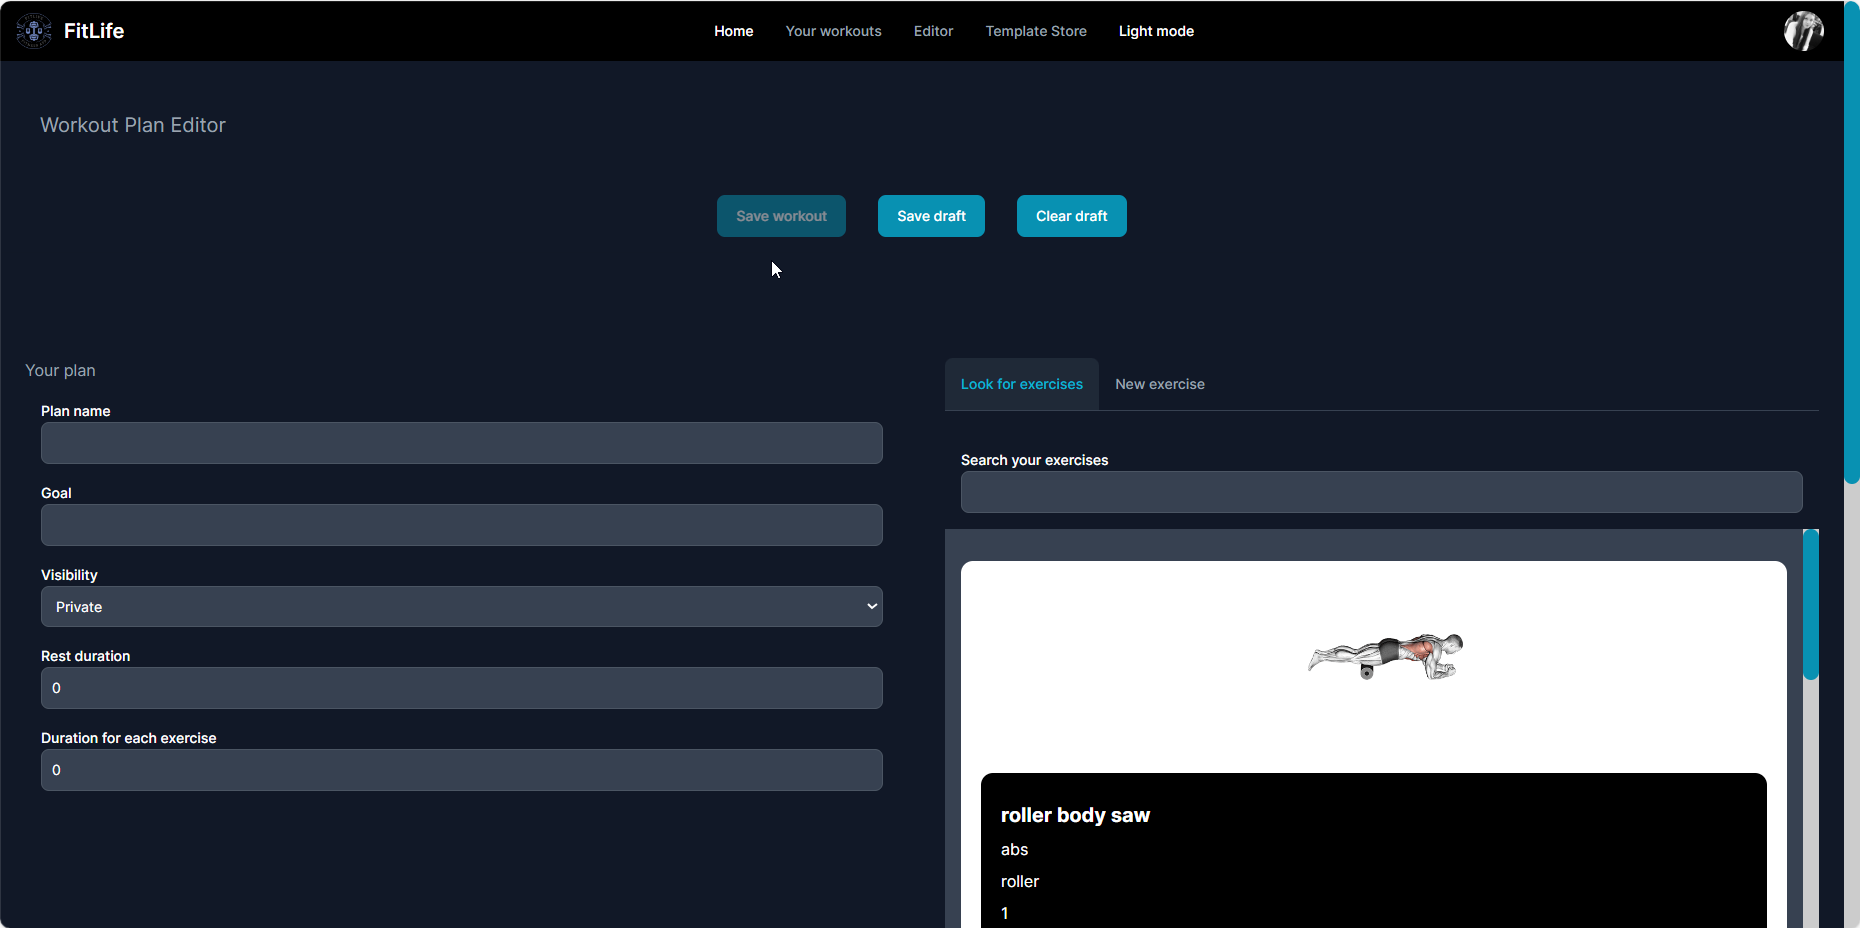 FitLife
Home
Your workouts
Editor
Template Store
Light mode
Workout Plan Editor
Save workout
Save draft
Clear draft
Your plan
Plan name
Goal
Visibility
Private
Rest duration
0
Duration for each exercise
0
Look for exercises
New exercise
Search your exercises
roller body saw
abs
roller
1